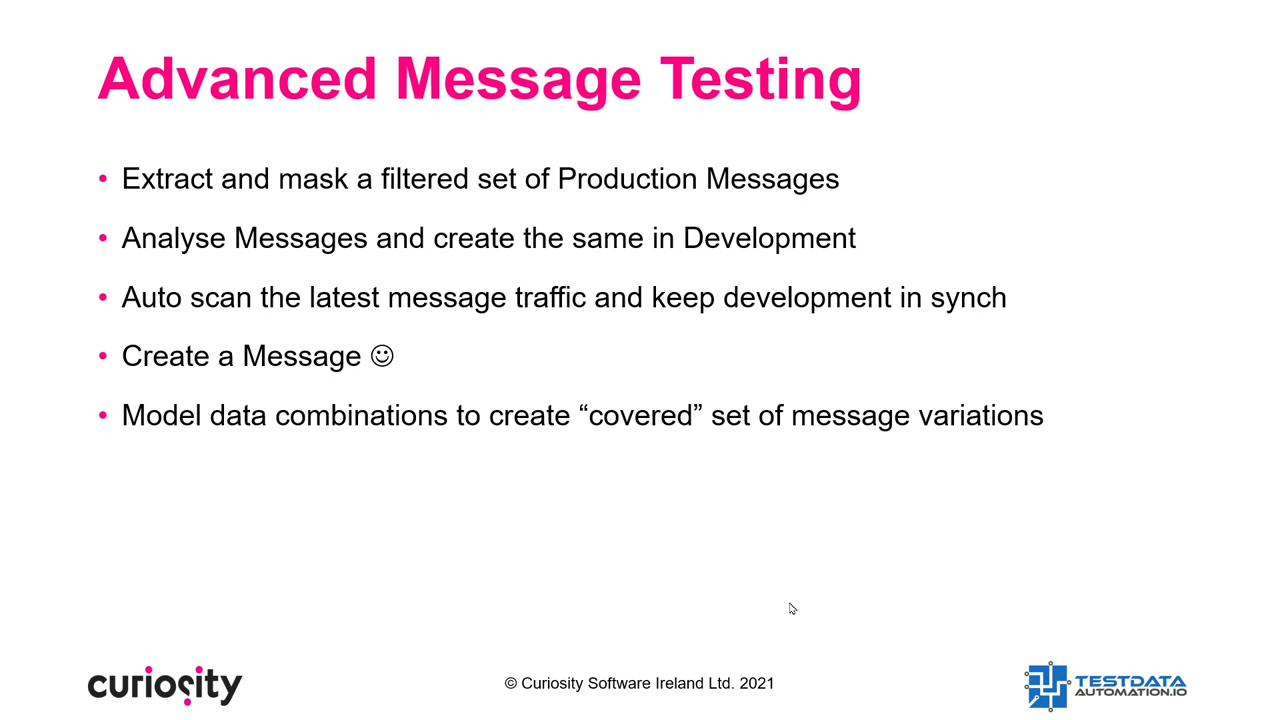 Advanced Message Testing
• Extract and mask a filtered set of Production Messages
• Analyse Messages and create the same in Development
• Auto scan the latest message traffic and keep development in synch
• Create a Message ☺
• Model data combinations to create “covered” set of message variations
curiosity
© Curiosity Software Ireland Ltd. 2021
TESTDATA
AUTOMATION.IO